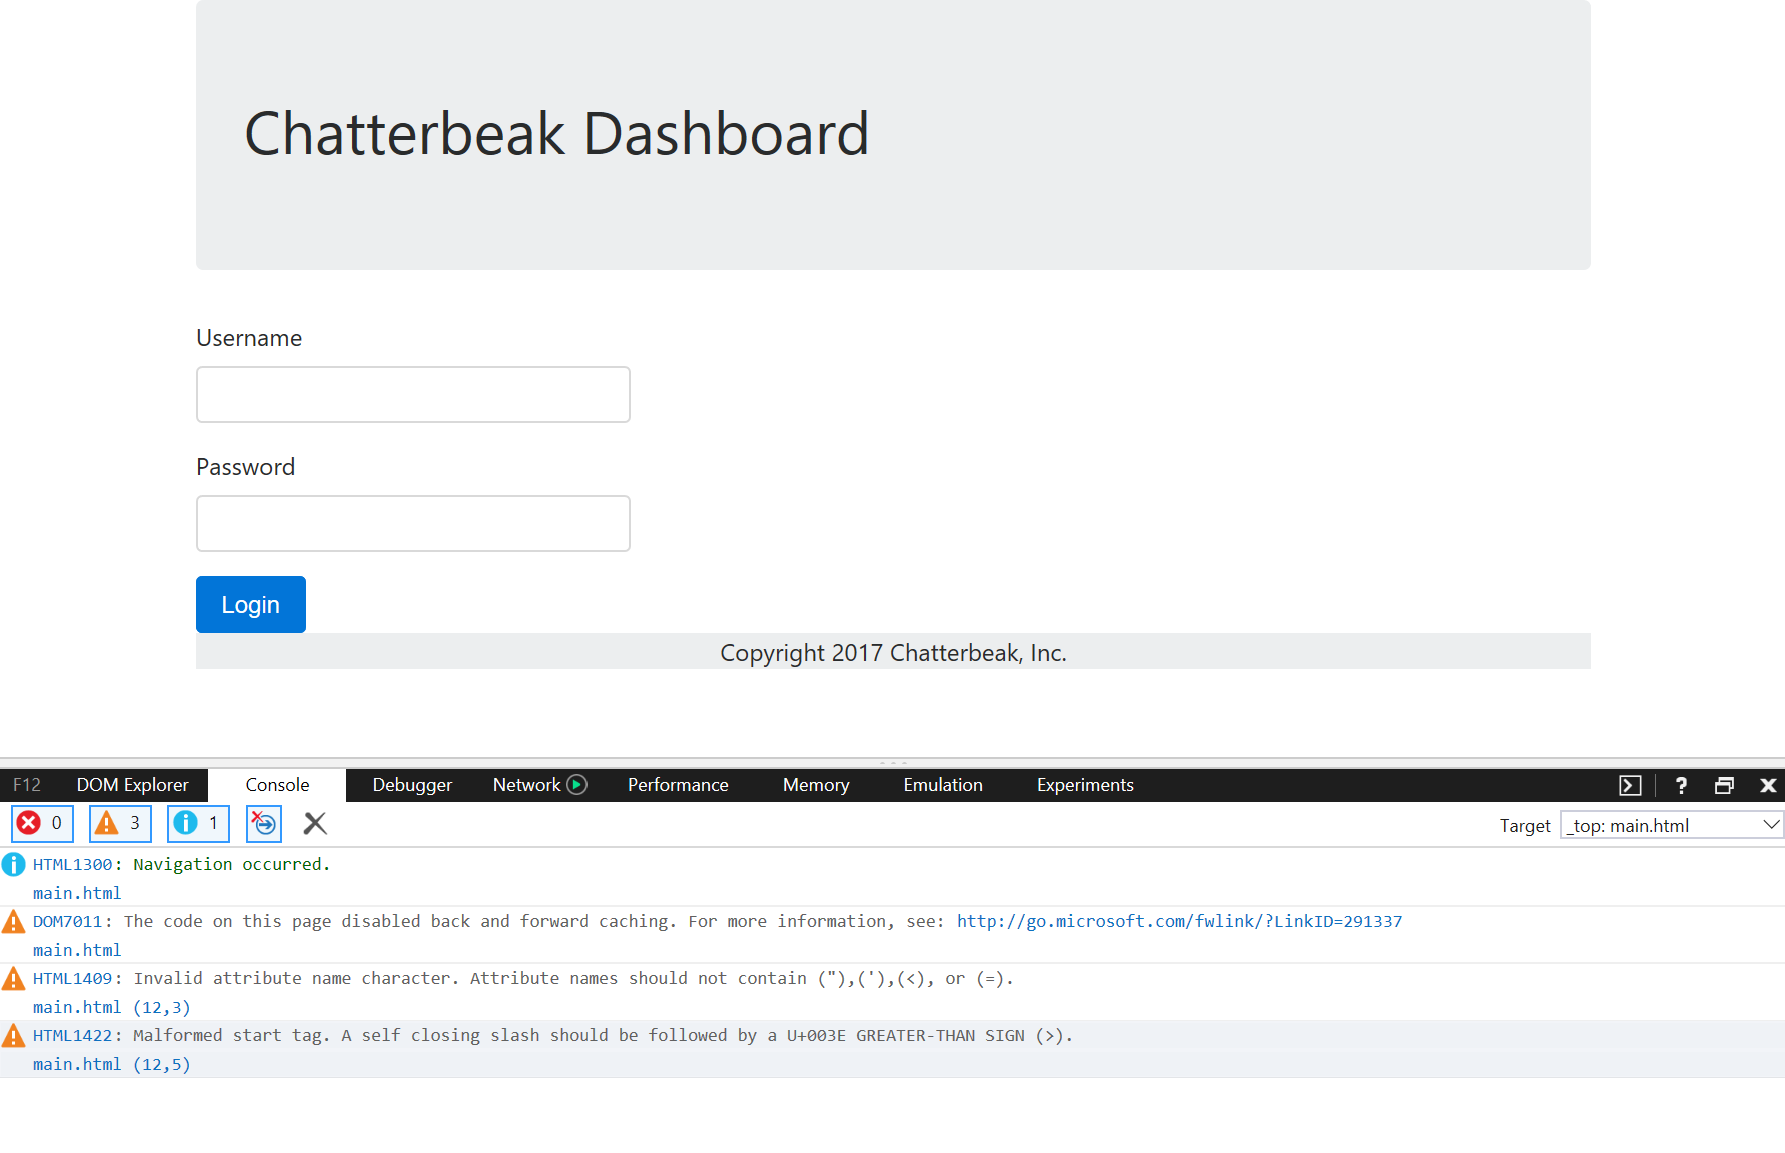 Chatterbeak Dashboard
Username
Password
Login
Copyright 2017 Chatterbeak, Inc.
F12 DOM Explorer Console Debugger Network Performance Memory Emulation Experiments ?
0 3 1 Target _top: main.html
HTML1300: Navigation occurred.
main.html
DOM7011: The code on this page disabled back and forward caching. For more information, see: http://go.microsoft.com/fwlink/?LinkID=291337
main.html
HTML1409: Invalid attribute name character. Attribute names should not contain ("),('),(<), or (=).
main.html (12,3)
HTML1422: Malformed start tag. A self closing slash should be followed by a U+003E GREATER-THAN SIGN (>).
main.html (12,5)